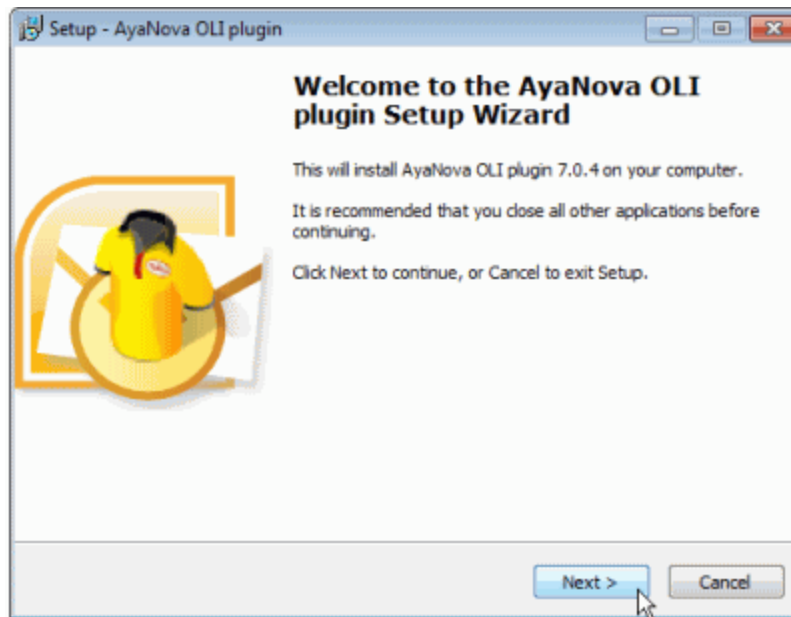 Setup - AyaNova OLI plugin
Welcome to the AyaNova OLI
plugin Setup Wizard
This will install AyaNova OLI plugin 7.0.4 on your computer.
It is recommended that you close all other applications before
continuing.
Click Next to continue, or Cancel to exit Setup.
Next >
Cancel